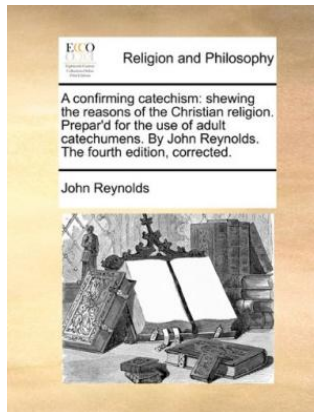 ECCO
Religion and Philosophy
A confirming catechism: shewing
the reasons of the Christian religion.
Prepar'd for the use of adult
catechumens. By John Reynolds.
The fourth edition, corrected.
John Reynolds